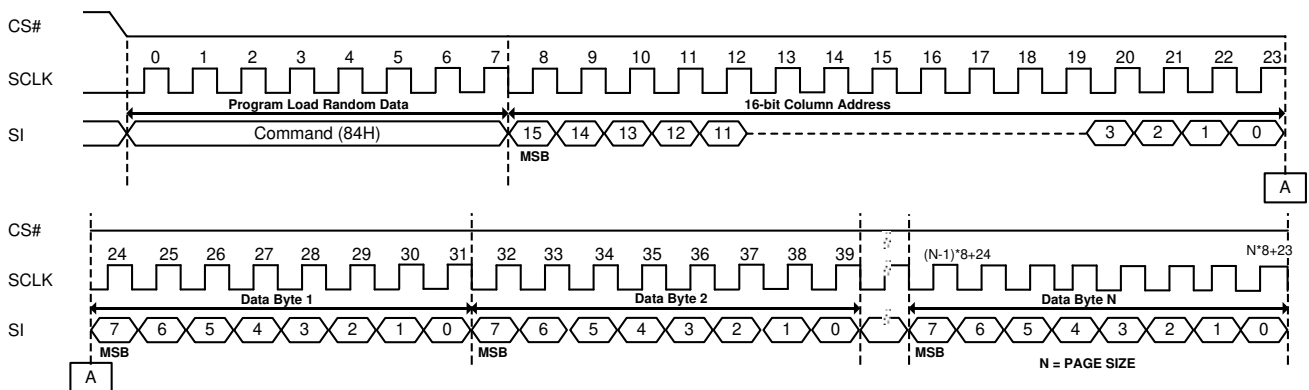 CS#
0 1 2 3 4 5 6 7 8 9 10 11 12 13 14 15 16 17 18 19 20 21 22 23
SCLK
Program Load Random Data 16-bit Column Address
SI Command (84H) 15 14 13 12 11 3 2 1 0
MSB
A
CS#
24 25 26 27 28 29 30 31 32 33 34 35 36 37 38 39 (N-1)*8+24 N*8+23
SCLK
Data Byte 1 Data Byte 2 Data Byte N
SI 7 6 5 4 3 2 1 0 7 6 5 4 3 2 1 0 7 6 5 4 3 2 1 0
MSB MSB MSB
N = PAGE SIZE
A